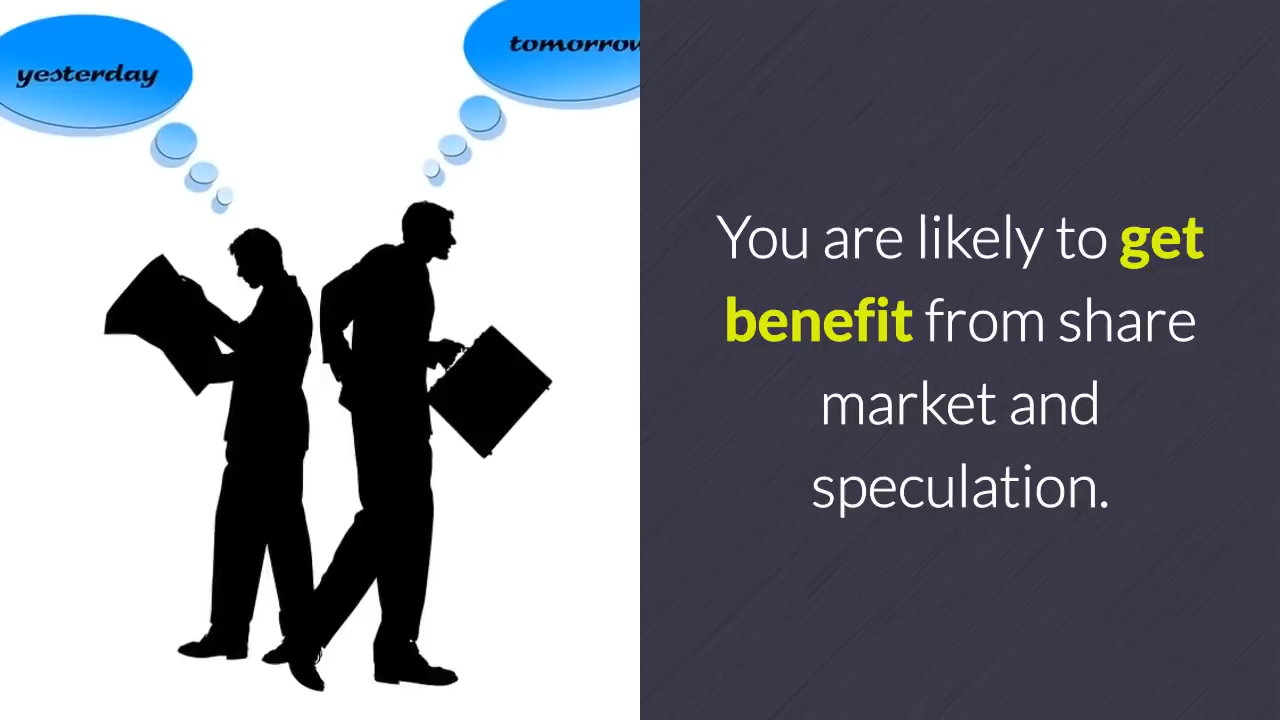 yesterday
tomorrow
You are likely to get
benefit from share
market and
speculation.